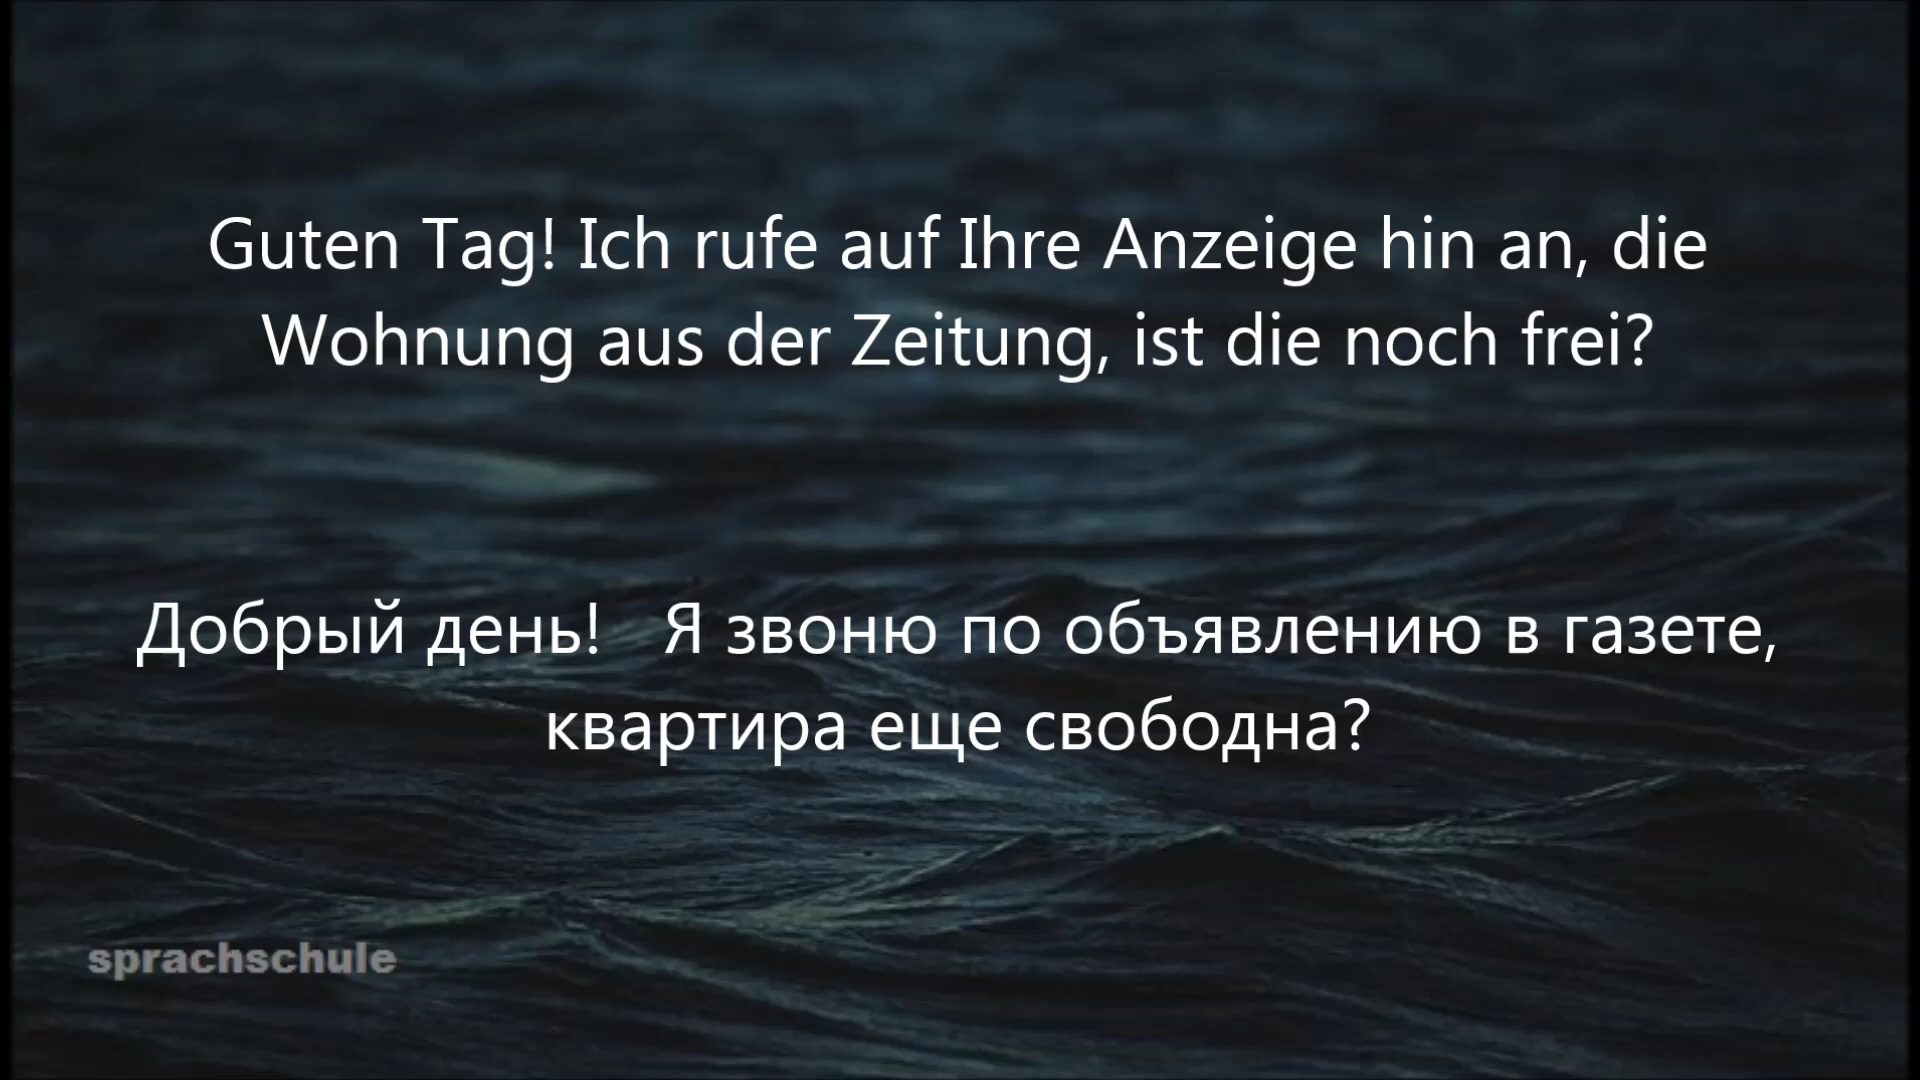 Guten Tag! Ich rufe auf Ihre Anzeige hin an, die
Wohnung aus der Zeitung, ist die noch frei?
Добрый день! Я звоню по объявлению в газете,
квартира еще свободна?
sprachschule